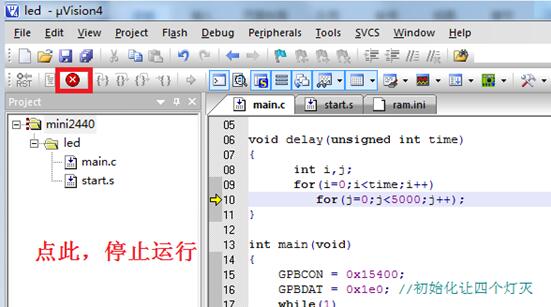 led - µVision4
File Edit View Project Flash Debug Peripherals Tools SVCS Window Help
RST
Project
main.c start.s ram.ini
mini2440
led
main.c
start.s
点此，停止运行
05
06 void delay(unsigned int time)
07 {
08 int i,j;
09 for(i=0;i<time;i++)
10 for(j=0;j<5000;j++);
11 }
12
13 int main(void)
14 {
15 GPBCON = 0x15400;
16 GPBDAT = 0x1e0; //初始化让四个灯灭
17 while(1)